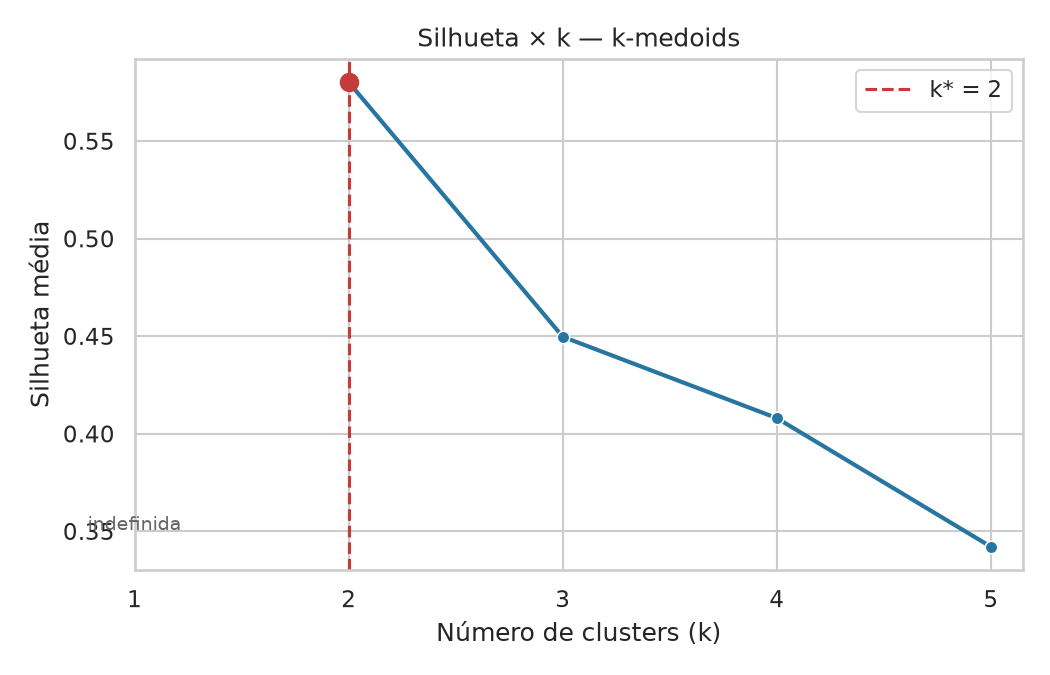 Silhueta × k — k-medoids
k* = 2
Silhueta média
0.55
0.50
0.45
0.40
0.35
indefinida
1 2 3 4 5
Número de clusters (k)